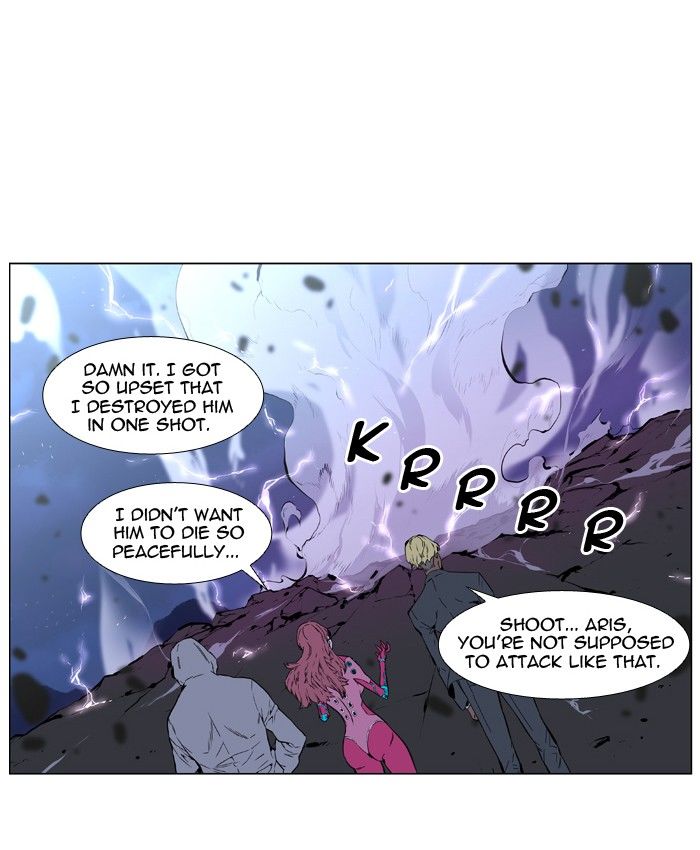 DAMN IT. I GOT
SO UPSET THAT
I DESTROYED HIM
IN ONE SHOT.
I DIDN'T WANT
HIM TO DIE SO
PEACEFULLY...
KRRRR
SHOOT... ARIS,
YOU'RE NOT SUPPOSED
TO ATTACK LIKE THAT.